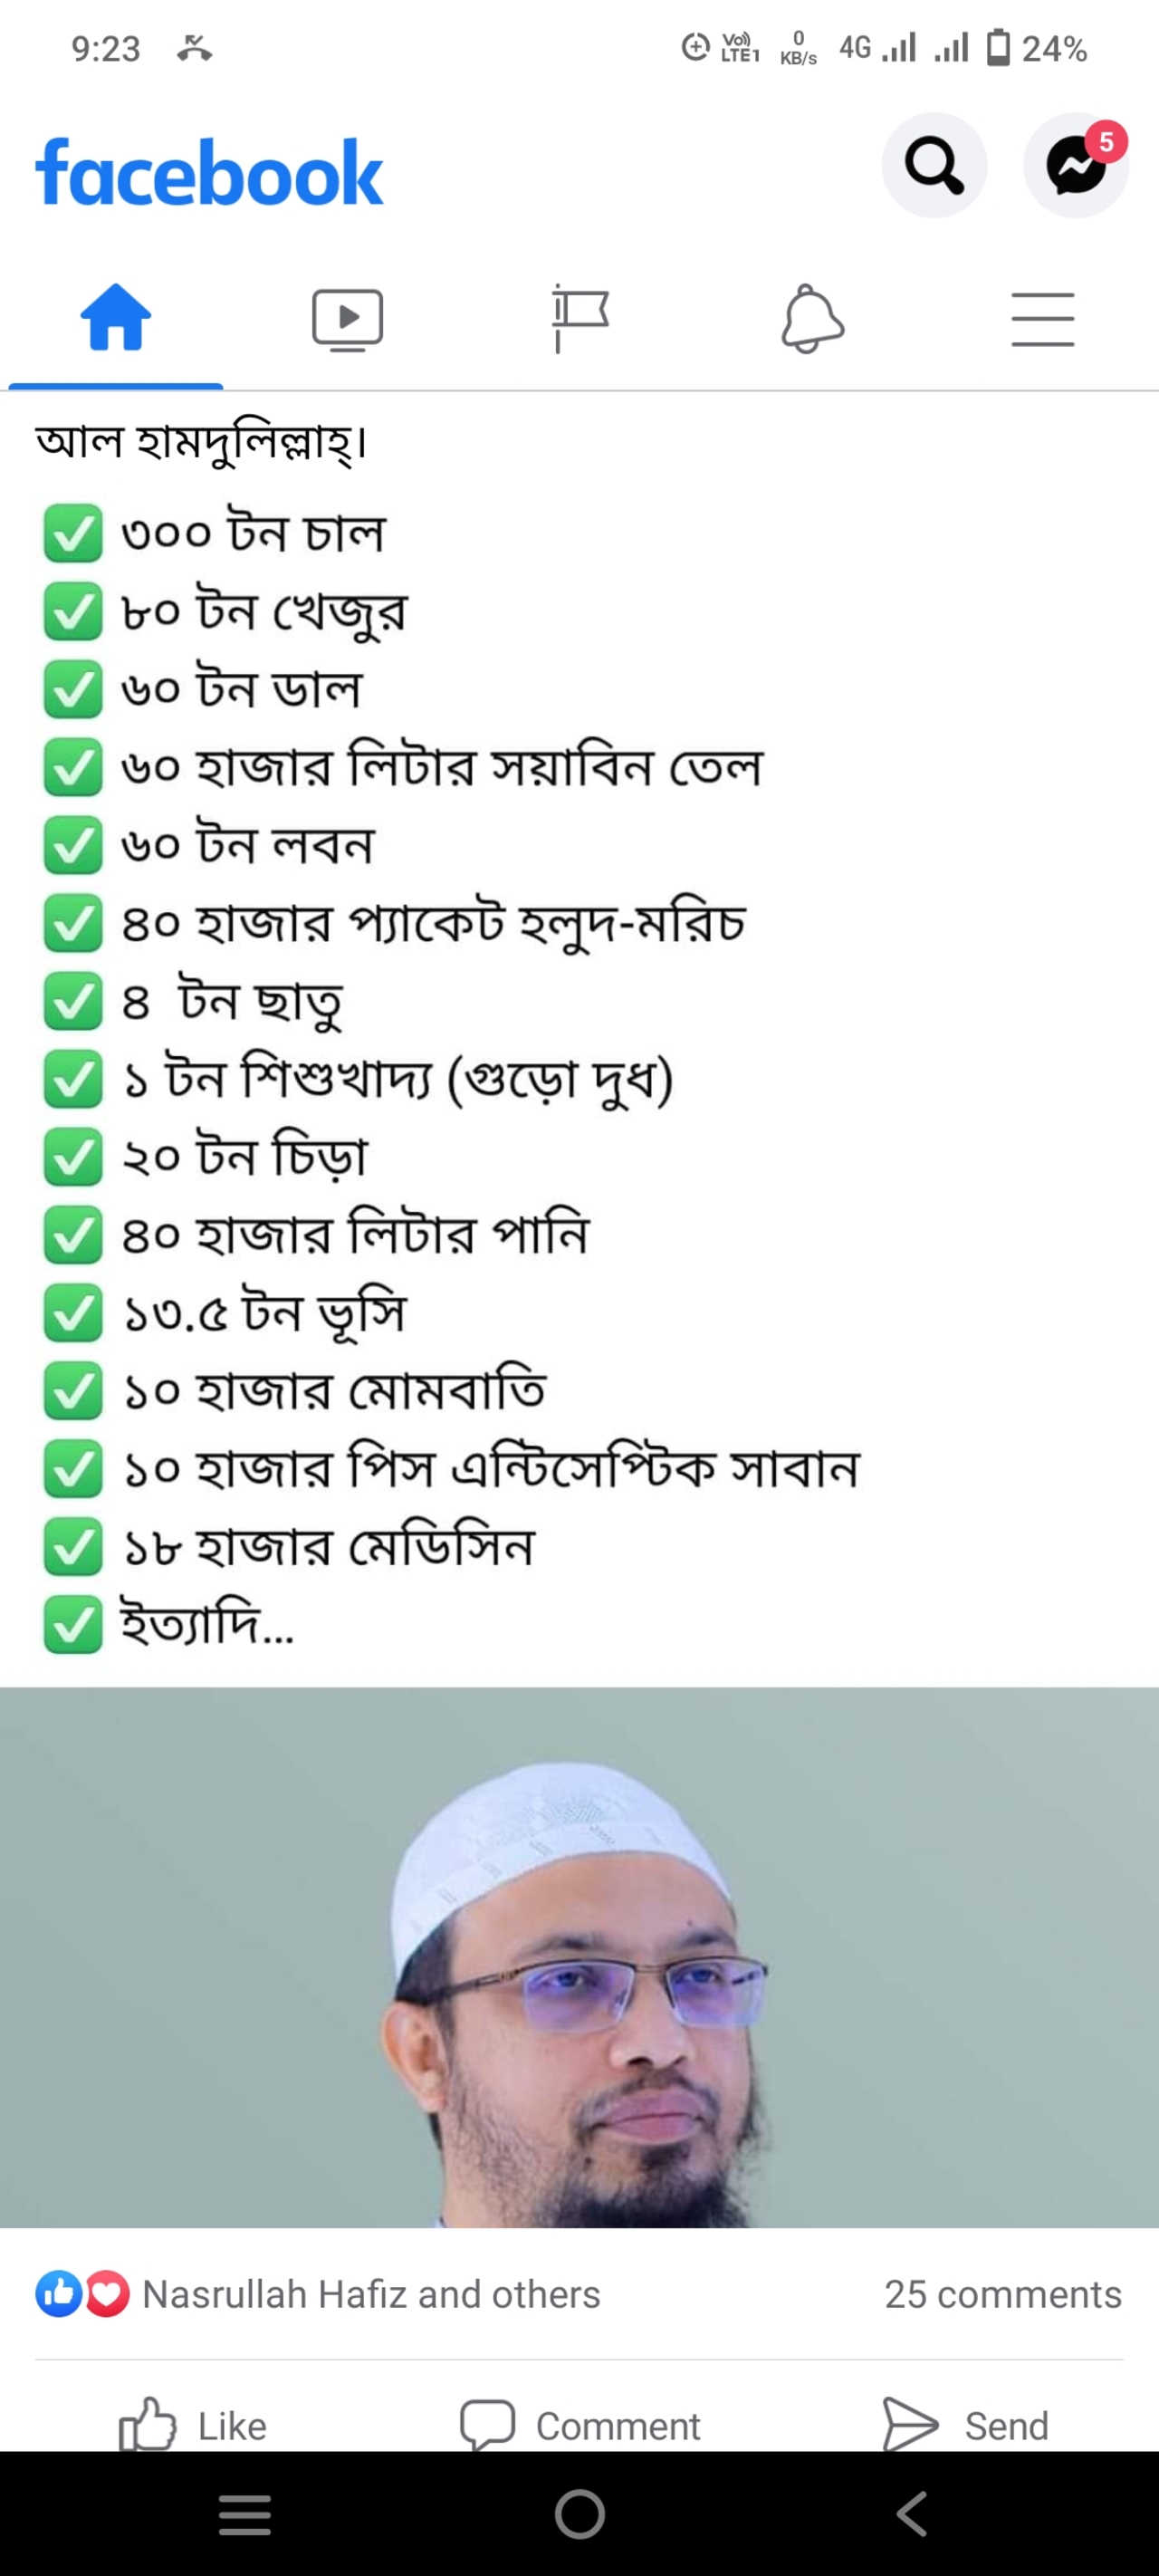 9:23
Vo)) LTE1 0 KB/s 4G 24%
facebook
5
আল হামদুলিল্লাহ্।
✅ ৩০০ টন চাল
✅ ৮০ টন খেজুর
✅ ৬০ টন ডাল
✅ ৬০ হাজার লিটার সয়াবিন তেল
✅ ৬০ টন লবন
✅ ৪০ হাজার প্যাকেট হলুদ-মরিচ
✅ ৪  টন ছাতু
✅ ১ টন শিশুখাদ্য (গুড়ো দুধ)
✅ ২০ টন চিড়া
✅ ৪০ হাজার লিটার পানি
✅ ১৩.৫ টন ভূসি
✅ ১০ হাজার মোমবাতি
✅ ১০ হাজার পিস এন্টিসেপ্টিক সাবান
✅ ১৮ হাজার মেডিসিন
✅ ইত্যাদি...
Nasrullah Hafiz and others 25 comments
Like Comment Send